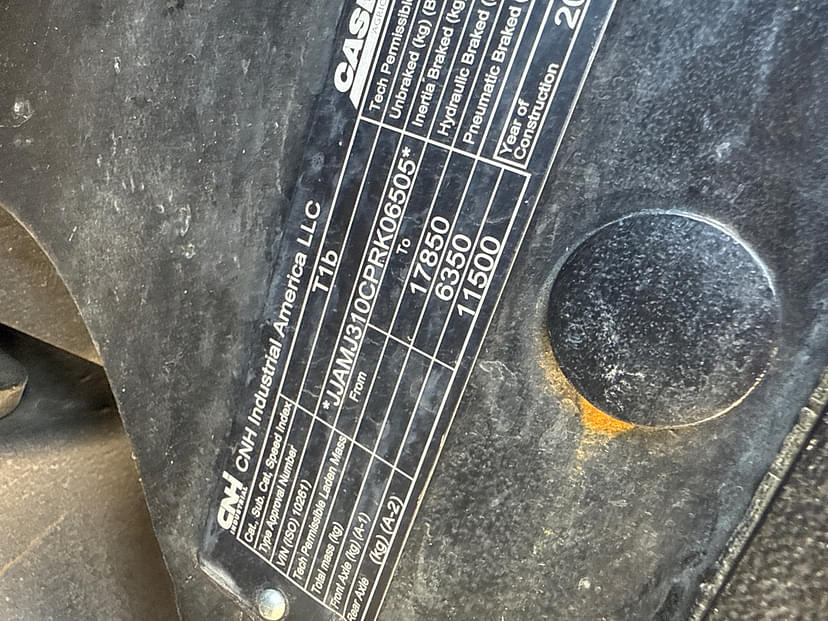 CNH INDUSTRIAL CNH Industrial America LLC
CASE
Cat., Sub. Cat, Speed Index T1b
Type Approval Number
VIN (ISO) 10261) *JJAMJ310CPRK06505*
Tech Permissible Laden Mass From To
Total mass (kg) 17850
Front Axle (kg) (A-1) 6350
Rear Axle (kg) (A-2) 11500
Tech Permissible
Unbraked (kg)
Inertia Braked (kg)
Hydraulic Braked
Pneumatic Braked
Year of
Construction